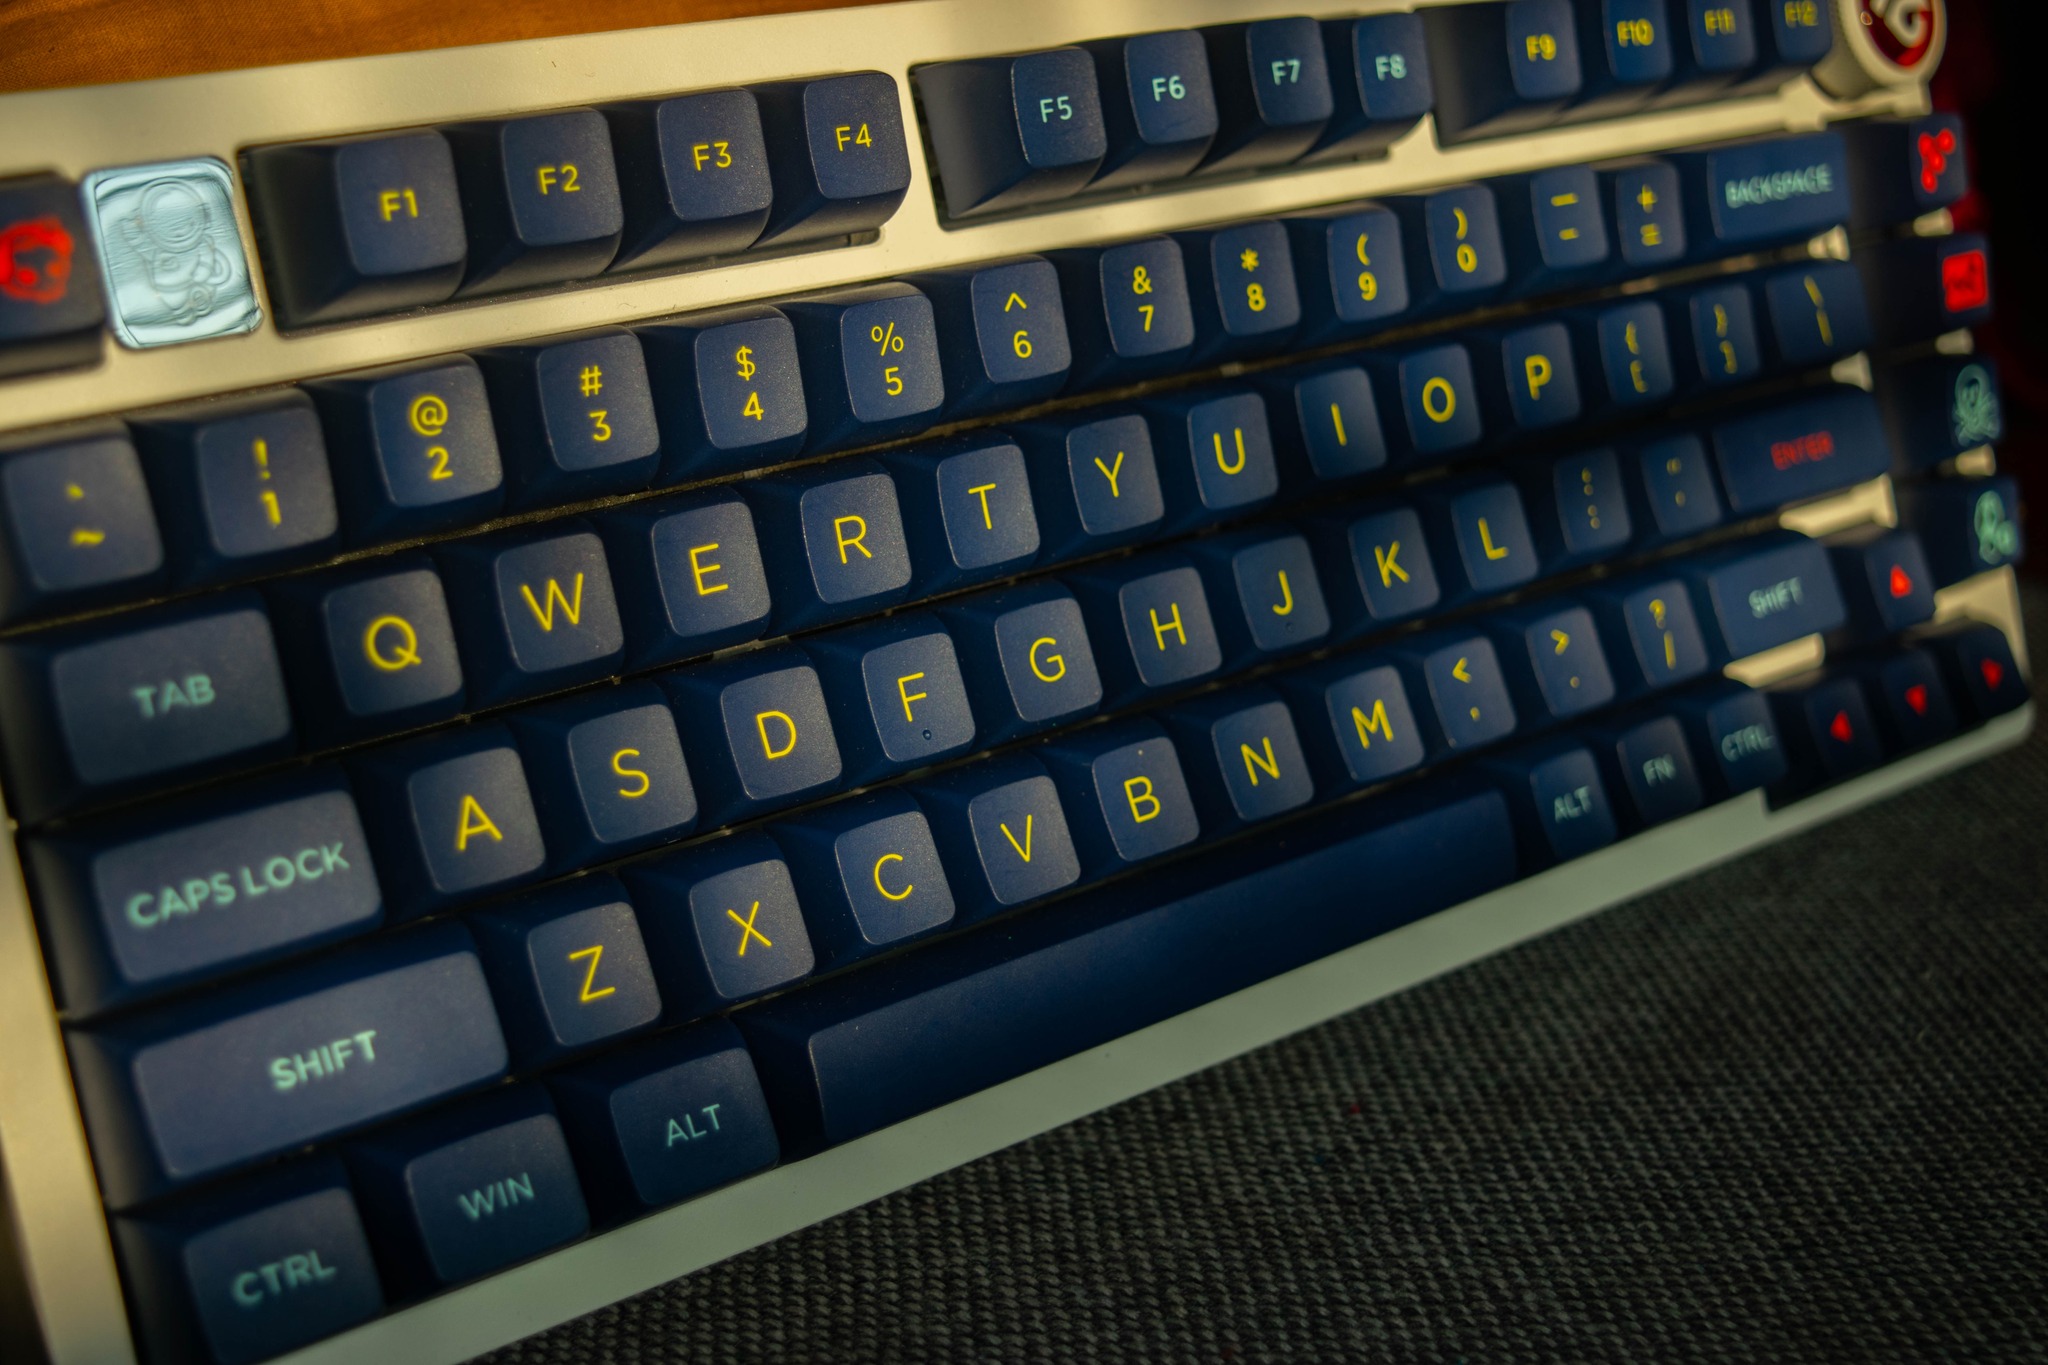 F1 F2 F3 F4 F5 F6 F7 F8 F9 F10 F11 F12
` ! @ # $ % ^ & * ( ) — + BACKSPACE
~ 1 2 3 4 5 6 7 8 9 0 – =
TAB Q W E R T Y U I O P { } \
[ ] |
CAPS LOCK A S D F G H J K L : " ENTER
; '
SHIFT Z X C V B N M < > ? SHIFT
, . /
CTRL WIN ALT ALT FN CTRL